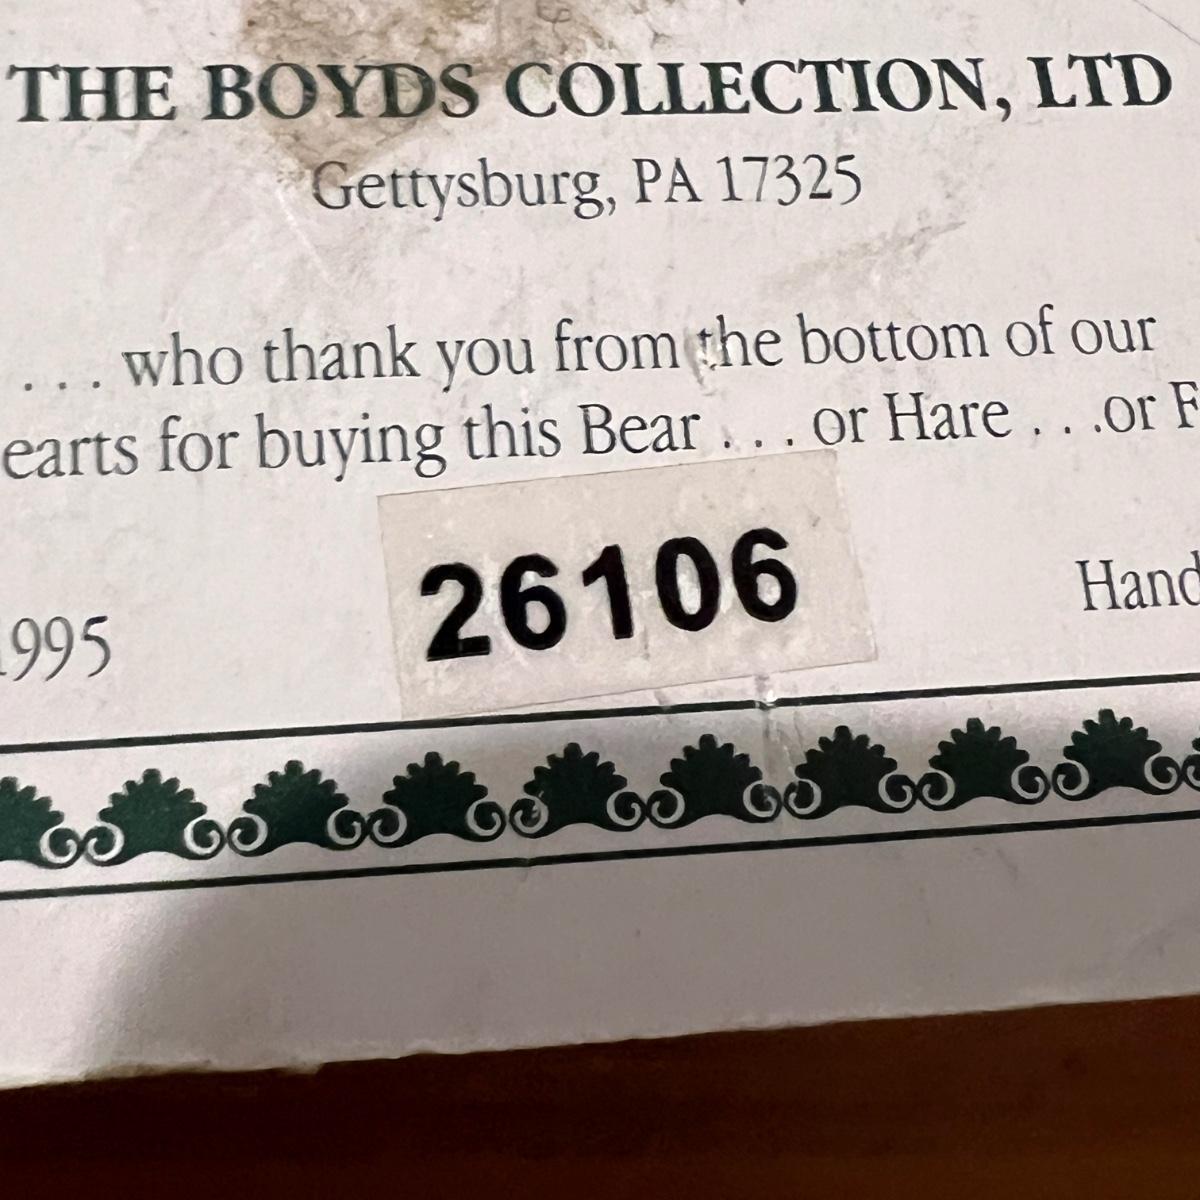 THE BOYDS COLLECTION, LTD
Gettysburg, PA 17325
. . . who thank you from the bottom of our
earts for buying this Bear . . . or Hare . . .or F
26106
1995
Hand